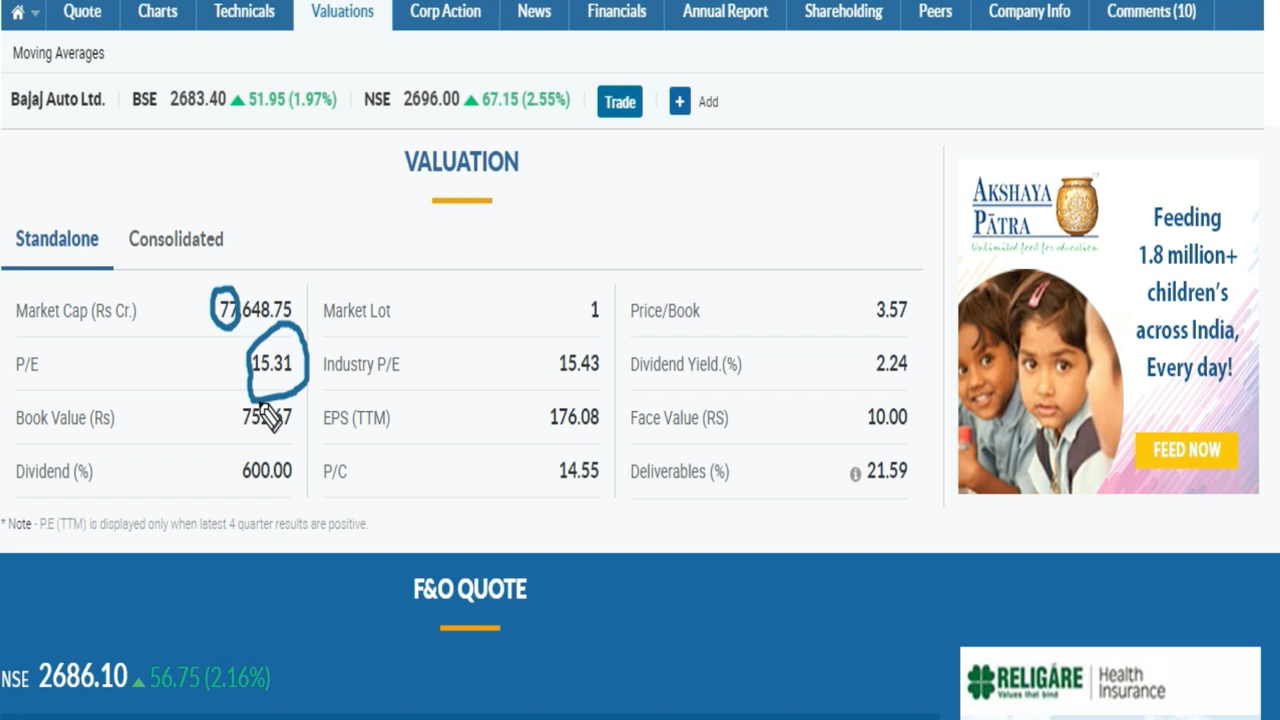 Quote Charts Technicals Valuations Corp Action News Financials Annual Report Shareholding Peers Company Info Comments (10)
Moving Averages
Bajaj Auto Ltd. BSE 2683.40 51.95 (1.97%) NSE 2696.00 67.15 (2.55%) Trade + Add
VALUATION
Standalone Consolidated
Market Cap (Rs Cr.) 77,648.75 Market Lot 1 Price/Book 3.57
P/E 15.31 Industry P/E 15.43 Dividend Yield.(%) 2.24
Book Value (Rs) EPS (TTM) 176.08 Face Value (RS) 10.00
Dividend (%) 600.00 P/C 14.55 Deliverables (%) 21.59
* Note - P.E (TTM) is displayed only when latest 4 quarter results are positive.
AKSHAYA
PĀTRA
Unlimited food for education
Feeding
1.8 million+
children's
across India,
Every day!
FEED NOW
F&O QUOTE
NSE 2686.10 56.75 (2.16%)
RELIGARE Health
Values that bind Insurance